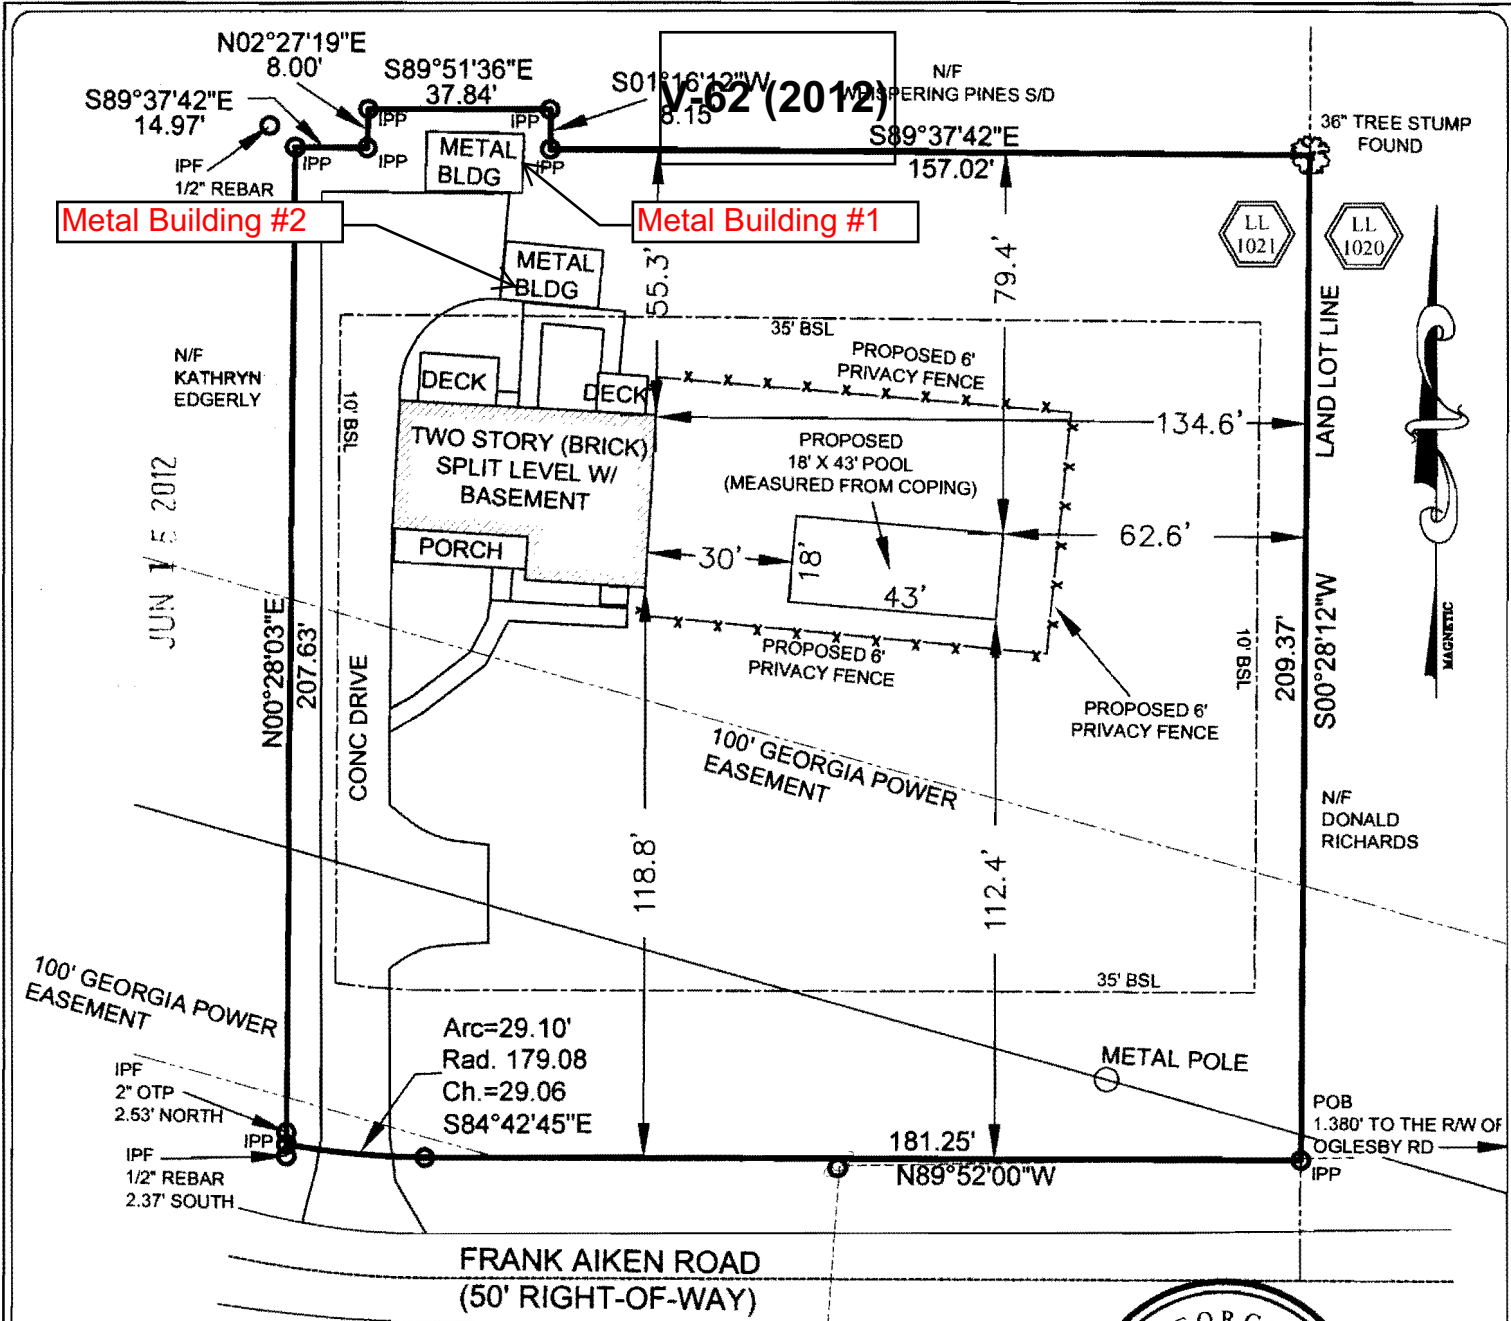 N02°27'19"E
8.00'
S89°51'36"E
37.84'
S01°16'12"W
8.15'
V-62 (2012)
N/F
WHISPERING PINES S/D
S89°37'42"E
14.97'
S89°37'42"E
157.02'
36" TREE STUMP
FOUND
IPP
IPP
IPP
IPP
IPP
IPF
1/2" REBAR
METAL
BLDG
Metal Building #2
Metal Building #1
LL
1021
LL
1020
METAL
BLDG
55.3'
79.4'
35' BSL
LAND LOT LINE
N/F
KATHRYN
EDGERLY
PROPOSED 6'
PRIVACY FENCE
DECK
DECK
10' BSL
134.6'
TWO STORY (BRICK)
SPLIT LEVEL W/
BASEMENT
PROPOSED
18' X 43' POOL
(MEASURED FROM COPING)
JUN 15 2012
PORCH
30'
18'
43'
62.6'
MAGNETIC
N00°28'03"E
207.63'
CONC DRIVE
PROPOSED 6'
PRIVACY FENCE
10' BSL
209.37'
S00°28'12"W
PROPOSED 6'
PRIVACY FENCE
100' GEORGIA POWER
EASEMENT
N/F
DONALD
RICHARDS
118.8'
112.4'
100' GEORGIA POWER
EASEMENT
35' BSL
Arc=29.10'
Rad. 179.08
Ch.=29.06
S84°42'45"E
METAL POLE
IPF
2" OTP
2.53' NORTH
IPP
IPF
1/2" REBAR
2.37' SOUTH
181.25'
N89°52'00"W
POB
1.380' TO THE R/W OF
OGLESBY RD
IPP
FRANK AIKEN ROAD
(50' RIGHT-OF-WAY)